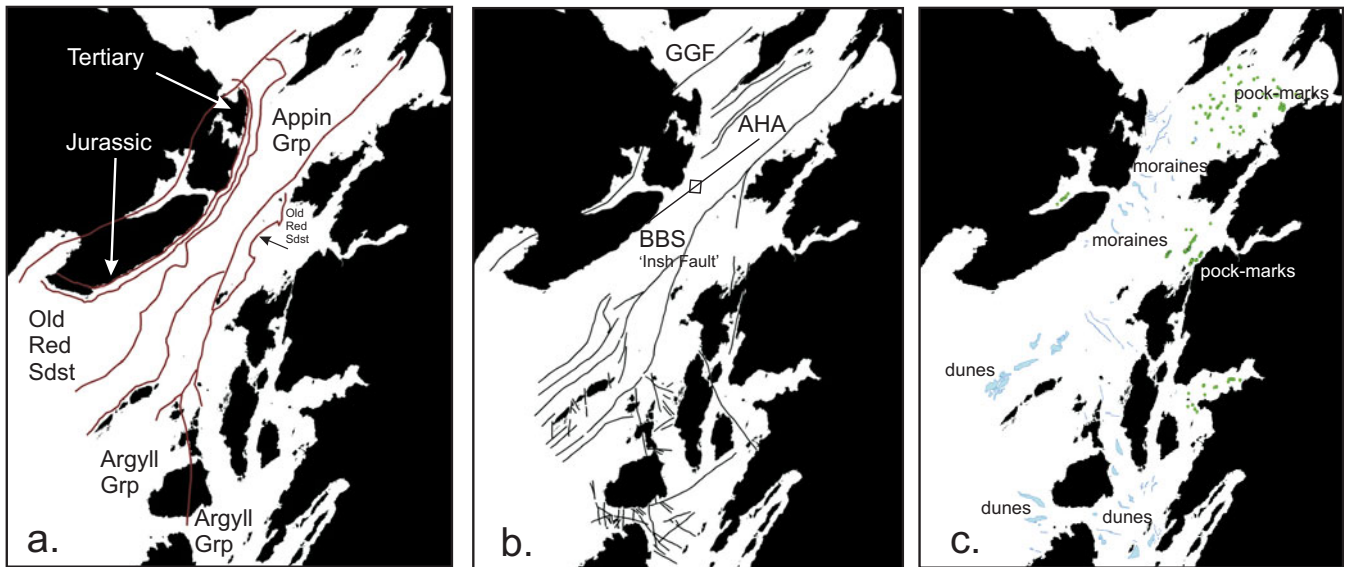 Tertiary
Jurassic
Appin
Grp
Old
Red
Sdst
Old
Red
Sdst
Argyll
Grp
Argyll
Grp
a.
GGF
AHA
BBS
'Insh Fault'
b.
pock-marks
moraines
moraines
pock-marks
dunes
dunes
dunes
c.